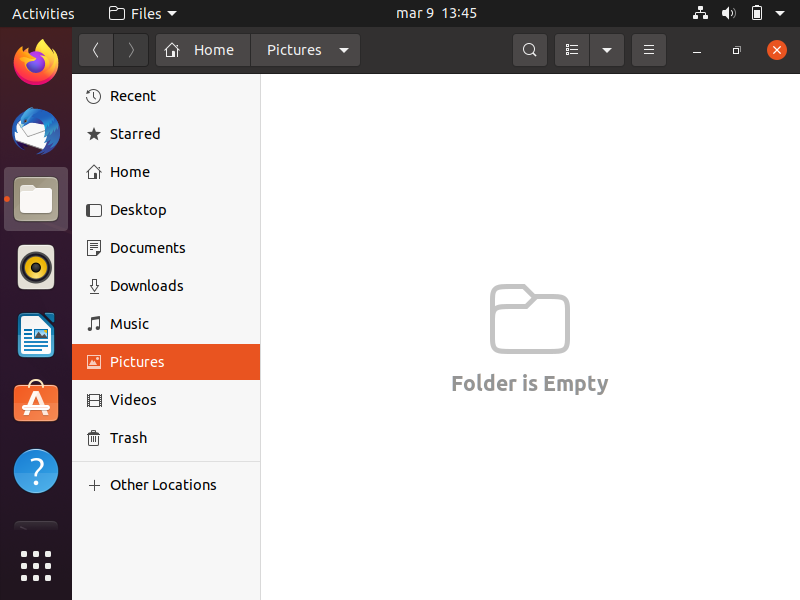 Activities
Files
mar 9 13:45
Home
Pictures
Recent
Starred
Home
Desktop
Documents
Downloads
Music
Pictures
Videos
Trash
Other Locations
Folder is Empty